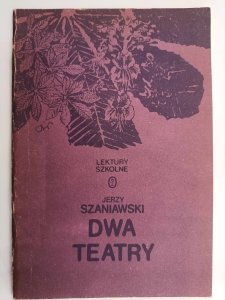 LEKTURY
SZKOLNE
JERZY
SZANIAWSKI
DWA
TEATRY